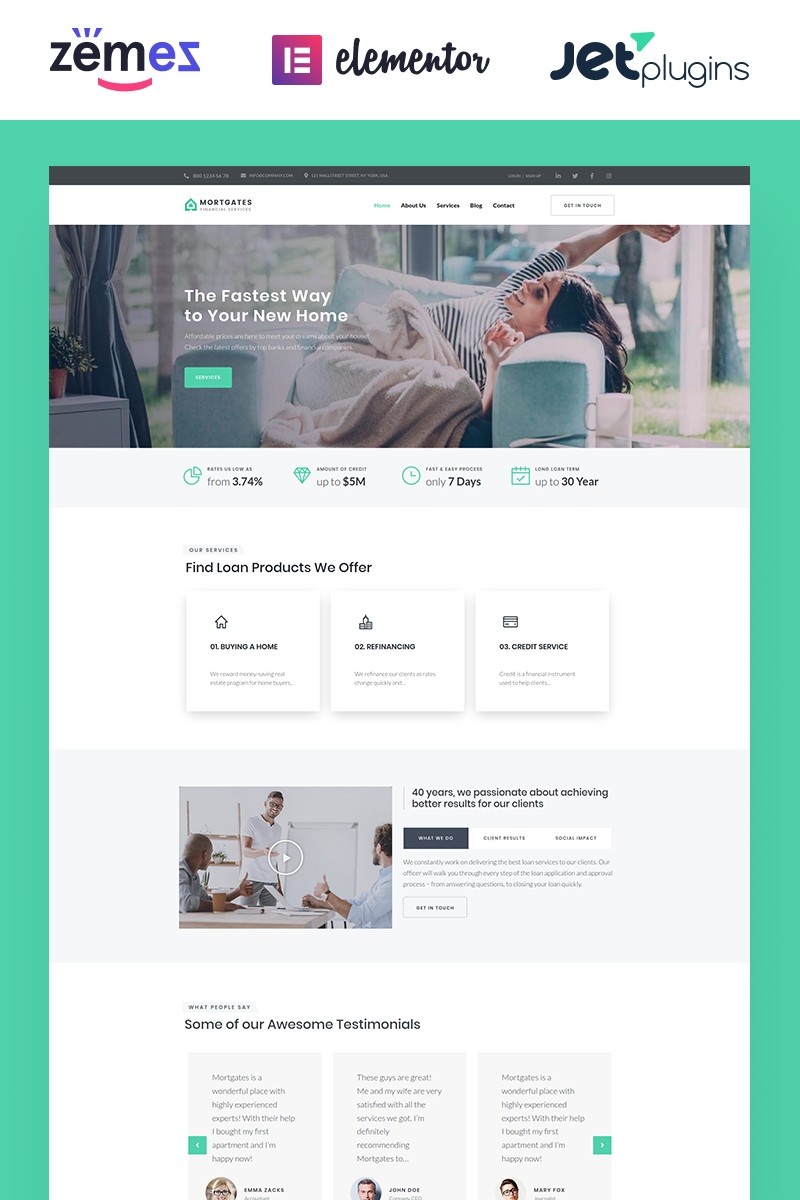 zemes
elementor
JET plugins
800 1234 56 78
INFO@COMPANY.COM
121 WALLSTREET STREET, NY YORK, USA
LOGIN | SIGN UP
MORTGATES
FINANCIAL SERVICES
Home
About Us
Services
Blog
Contact
GET IN TOUCH
The Fastest Way
to Your New Home
Affordable prices are here to meet your dreams about your house!
Check the latest offers by top banks and financial companies.
SERVICES
RATES US LOW AS
from 3.74%
AMOUNT OF CREDIT
up to $5M
FAST & EASY PROCESS
only 7 Days
LONG LOAN TERM
up to 30 Year
OUR SERVICES
Find Loan Products We Offer
01. BUYING A HOME
We reward money-saving real
estate program for home buyers...
02. REFINANCING
We refinance our clients as rates
change quickly and...
03. CREDIT SERVICE
Credit is a financial instrument
used to help clients...
40 years, we passionate about achieving
better results for our clients
WHAT WE DO
CLIENT RESULTS
SOCIAL IMPACT
We constantly work on delivering the best loan services to our clients. Our
officer will walk you through every step of the loan application and approval
process – from answering questions, to closing your loan quickly.
GET IN TOUCH
WHAT PEOPLE SAY
Some of our Awesome Testimonials
Mortgates is a
wonderful place with
highly experienced
experts! With their help
I bought my first
apartment and I'm
happy now!
EMMA ZACKS
Accountant
These guys are great!
Me and my wife are very
satisfied with all the
services we got. I'm
definitely
recommending
Mortgates to...
JOHN DOE
Company CEO
Mortgates is a
wonderful place with
highly experienced
experts! With their help
I bought my first
apartment and I'm
happy now!
MARY FOX
Journalist